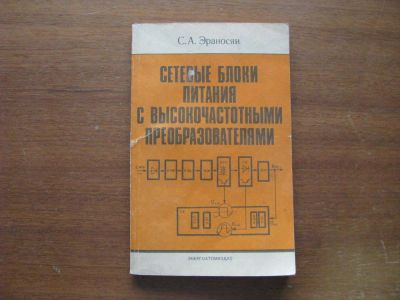 С.А. Эраносян
СЕТЕВЫЕ БЛОКИ
ПИТАНИЯ
С ВЫСОКОЧАСТОТНЫМИ
ПРЕОБРАЗОВАТЕЛЯМИ
ЭНЕРГОАТОМИЗДАТ